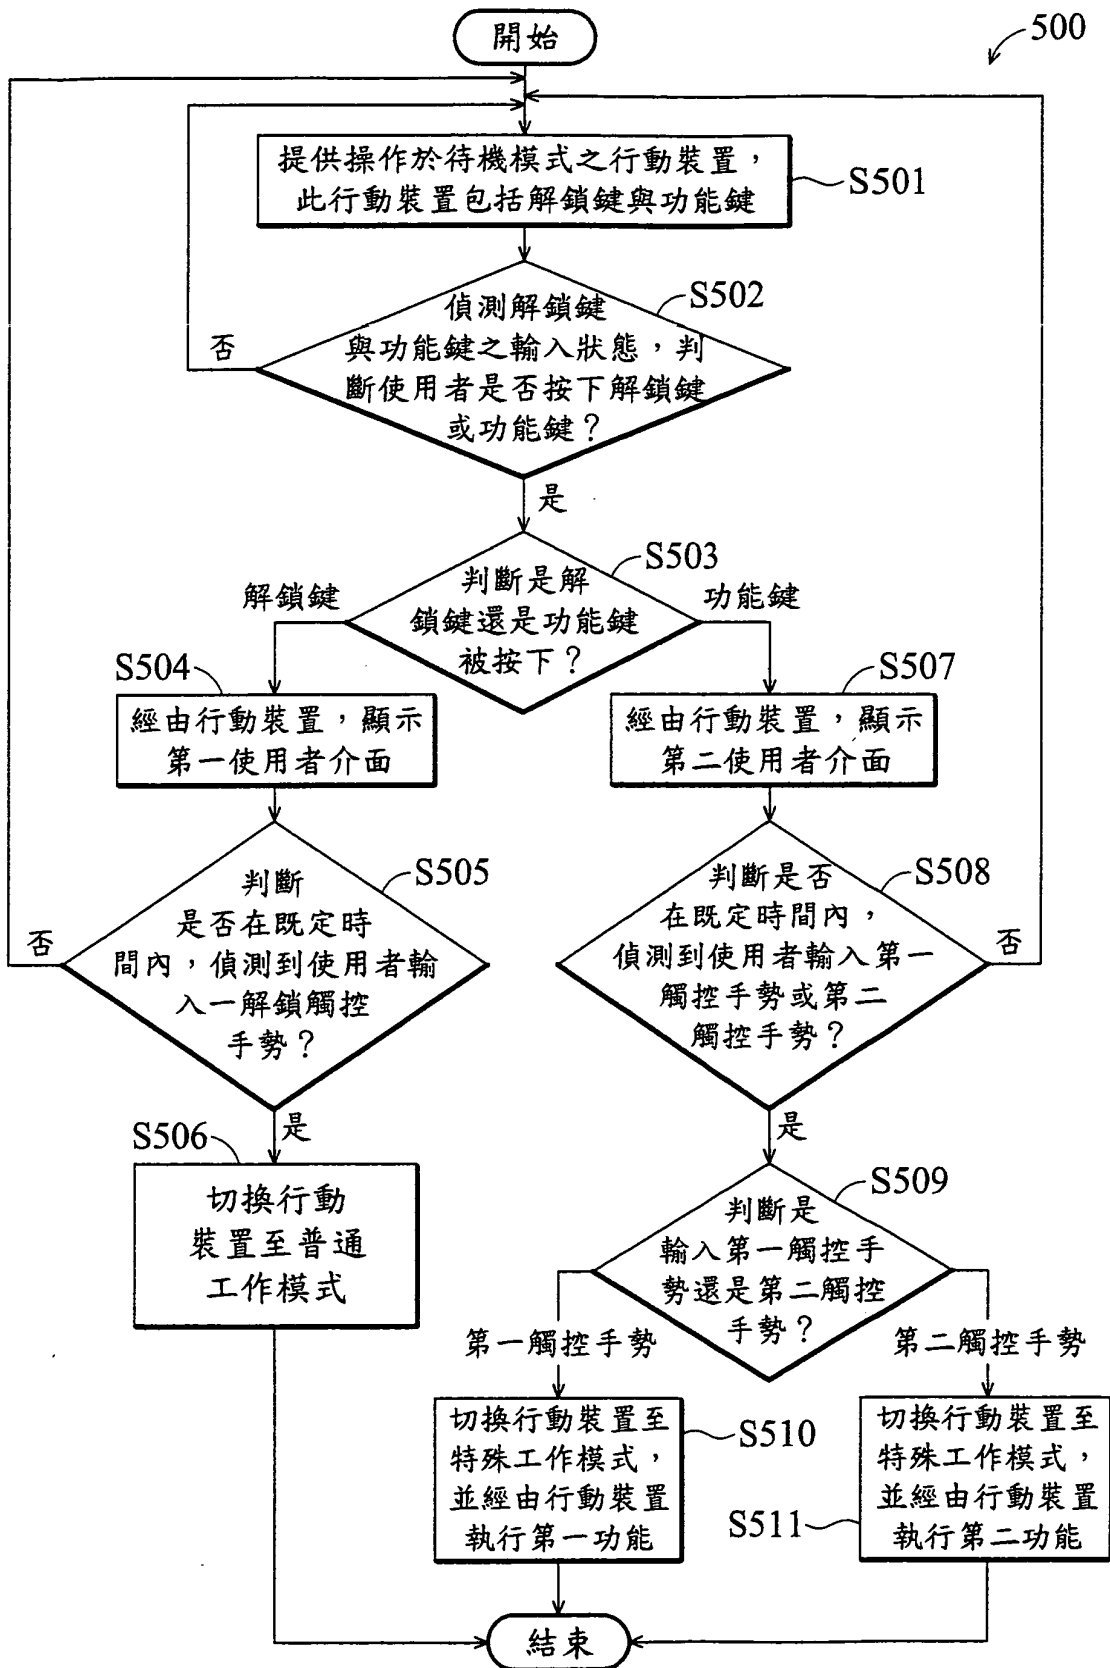 開始
500
提供操作於待機模式之行動裝置，
此行動裝置包括解鎖鍵與功能鍵
S501
偵測解鎖鍵
與功能鍵之輸入狀態，判
斷使用者是否按下解鎖鍵
或功能鍵？
S502
否
是
判斷是解
鎖鍵還是功能鍵
被按下？
S503
解鎖鍵
功能鍵
S504
經由行動裝置，顯示
第一使用者介面
S507
經由行動裝置，顯示
第二使用者介面
判斷
是否在既定時
間內，偵測到使用者輸
入一解鎖觸控
手勢？
S505
否
是
判斷是否
在既定時間內，
偵測到使用者輸入第一
觸控手勢或第二
觸控手勢？
S508
否
是
S506
切換行動
裝置至普通
工作模式
判斷是
輸入第一觸控手
勢還是第二觸控
手勢？
S509
第一觸控手勢
第二觸控手勢
切換行動裝置至
特殊工作模式，
並經由行動裝置
執行第一功能
S510
切換行動裝置至
特殊工作模式，
並經由行動裝置
執行第二功能
S511
結束